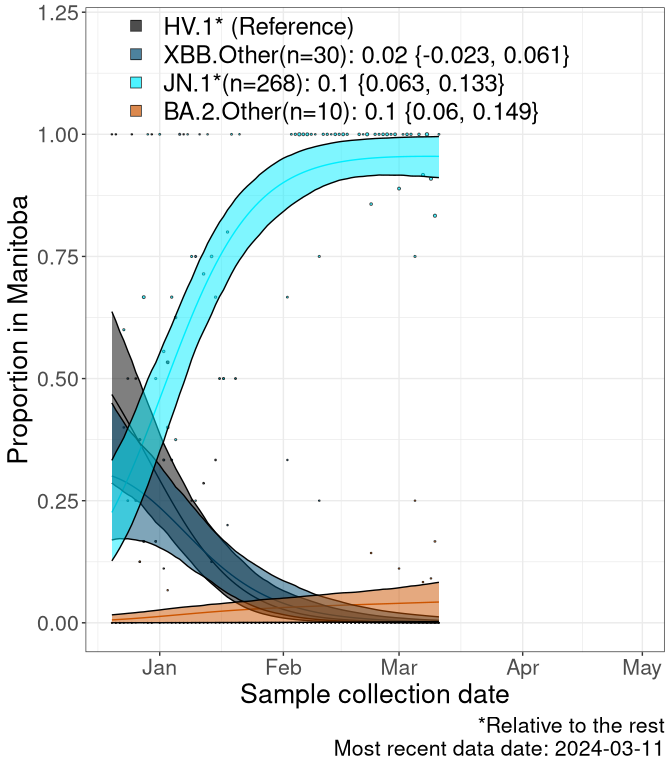 HV.1* (Reference)
XBB.Other(n=30): 0.02 {-0.023, 0.061}
JN.1*(n=268): 0.1 {0.063, 0.133}
BA.2.Other(n=10): 0.1 {0.06, 0.149}
1.25
1.00
0.75
0.50
0.25
0.00
Proportion in Manitoba
Jan Feb Mar Apr May
Sample collection date
*Relative to the rest
Most recent data date: 2024-03-11